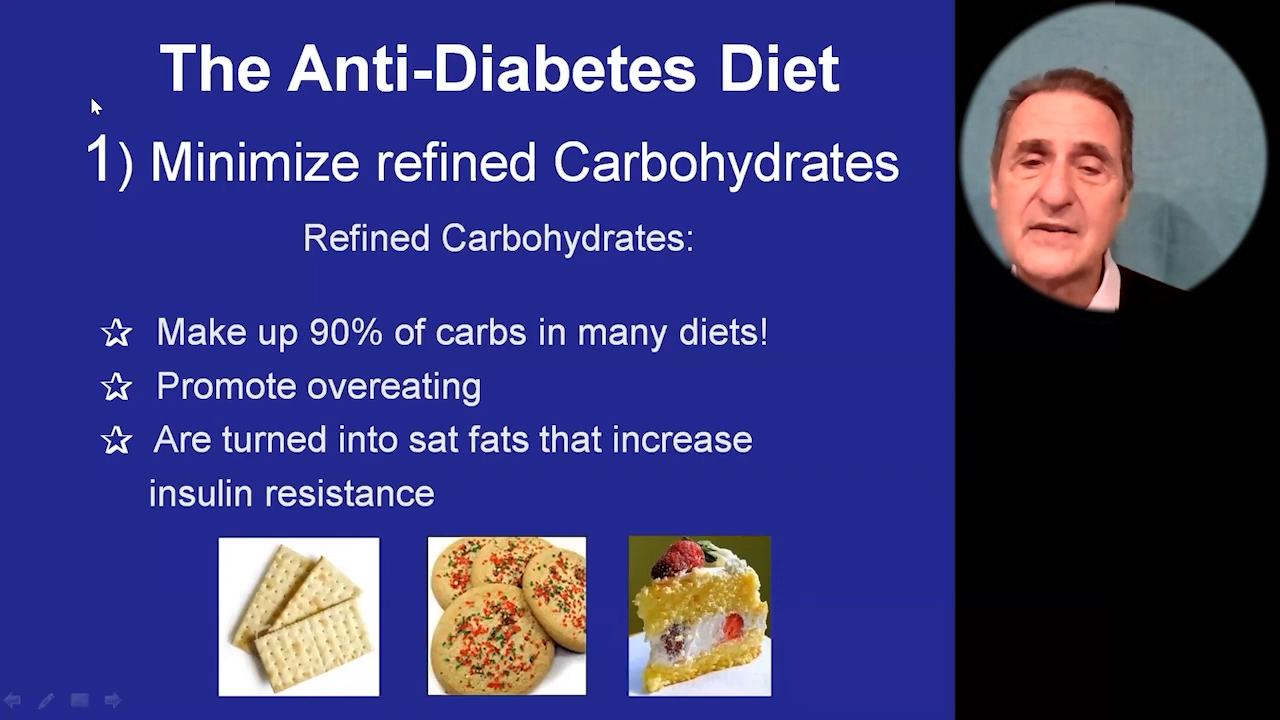 The Anti-Diabetes Diet
1) Minimize refined Carbohydrates
Refined Carbohydrates:
☆ Make up 90% of carbs in many diets!
☆ Promote overeating
☆ Are turned into sat fats that increase
insulin resistance